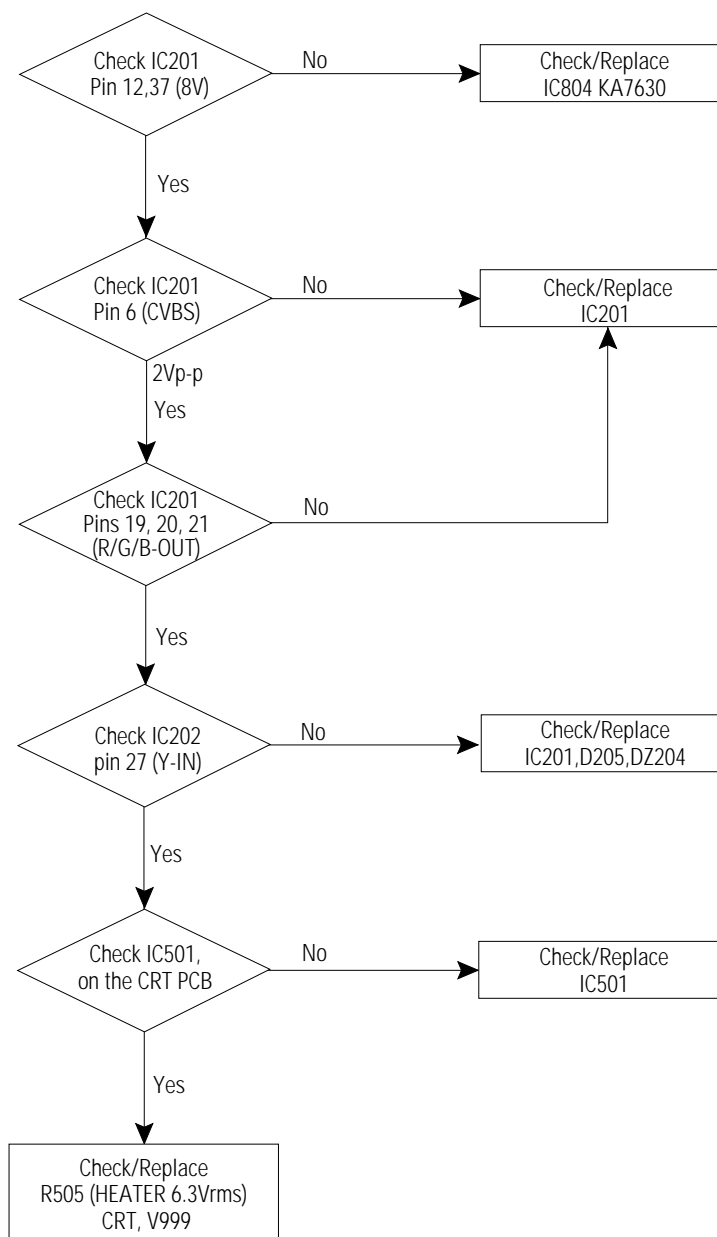 Check IC201
Pin 12,37 (8V)
No
Check/Replace
IC804 KA7630
Yes
Check IC201
Pin 6 (CVBS)
No
Check/Replace
IC201
2Vp-p
Yes
Check IC201
Pins 19, 20, 21
(R/G/B-OUT)
No
Yes
Check IC202
pin 27 (Y-IN)
No
Check/Replace
IC201,D205,DZ204
Yes
Check IC501,
on the CRT PCB
No
Check/Replace
IC501
Yes
Check/Replace
R505 (HEATER 6.3Vrms)
CRT, V999